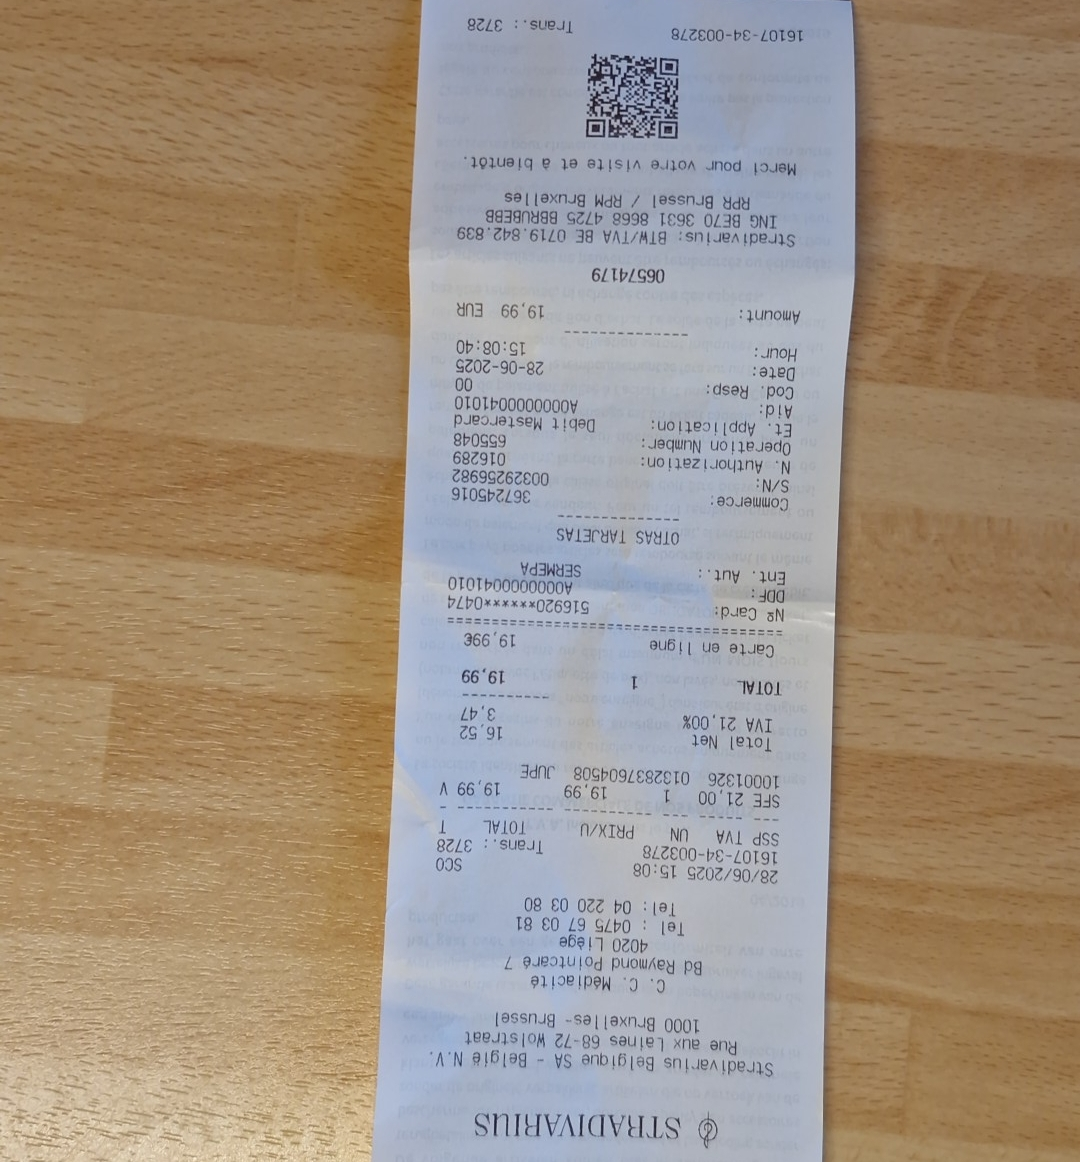 STRADIVARIUS
Stradivarius Belgique SA - België N.V.
Rue aux Laines 68-72 Wolstraat
1000 Bruxelles- Brussel
C. C. Médiacité
Bd Raymond Pointcaré 7
4020 Liège
Tel : 0475 67 03 81
Tel: 04 220 03 80
28/06/2025 15:08 SCO
16107-34-003278 Trans.: 3728
SSP TVA UN PRIX/U. TOTAL T
SFE 21,00 1 19,99 19,99 V
10001326 0132837604508 JUPE
Total Net 16,52
IVA 21,00% 3,47
TOTAL 1 19,99
Carte en ligne 19,99€
Nº Card: 516920******0474
DDF: A0000000041010
Ent. Aut.: SERMEPA
OTRAS TARJETAS
Commerce: 367245016
S/N: 00329256982
N. Authorization: 016289
Operation Number: 655048
Et. Application: Debit Mastercard
Aid: A0000000041010
Cod. Resp: 00
Date: 28-06-2025
Hour: 15:08:40
Amount: 19,99 EUR
06574179
Stradivarius: BTW/TVA BE 0719.842.839
ING BE70 3631 8668 4725 BBRUBEBB
RPR Brussel / RPM Bruxelles
Merci pour votre visite et à bientôt.
16107-34-003278 Trans.: 3728